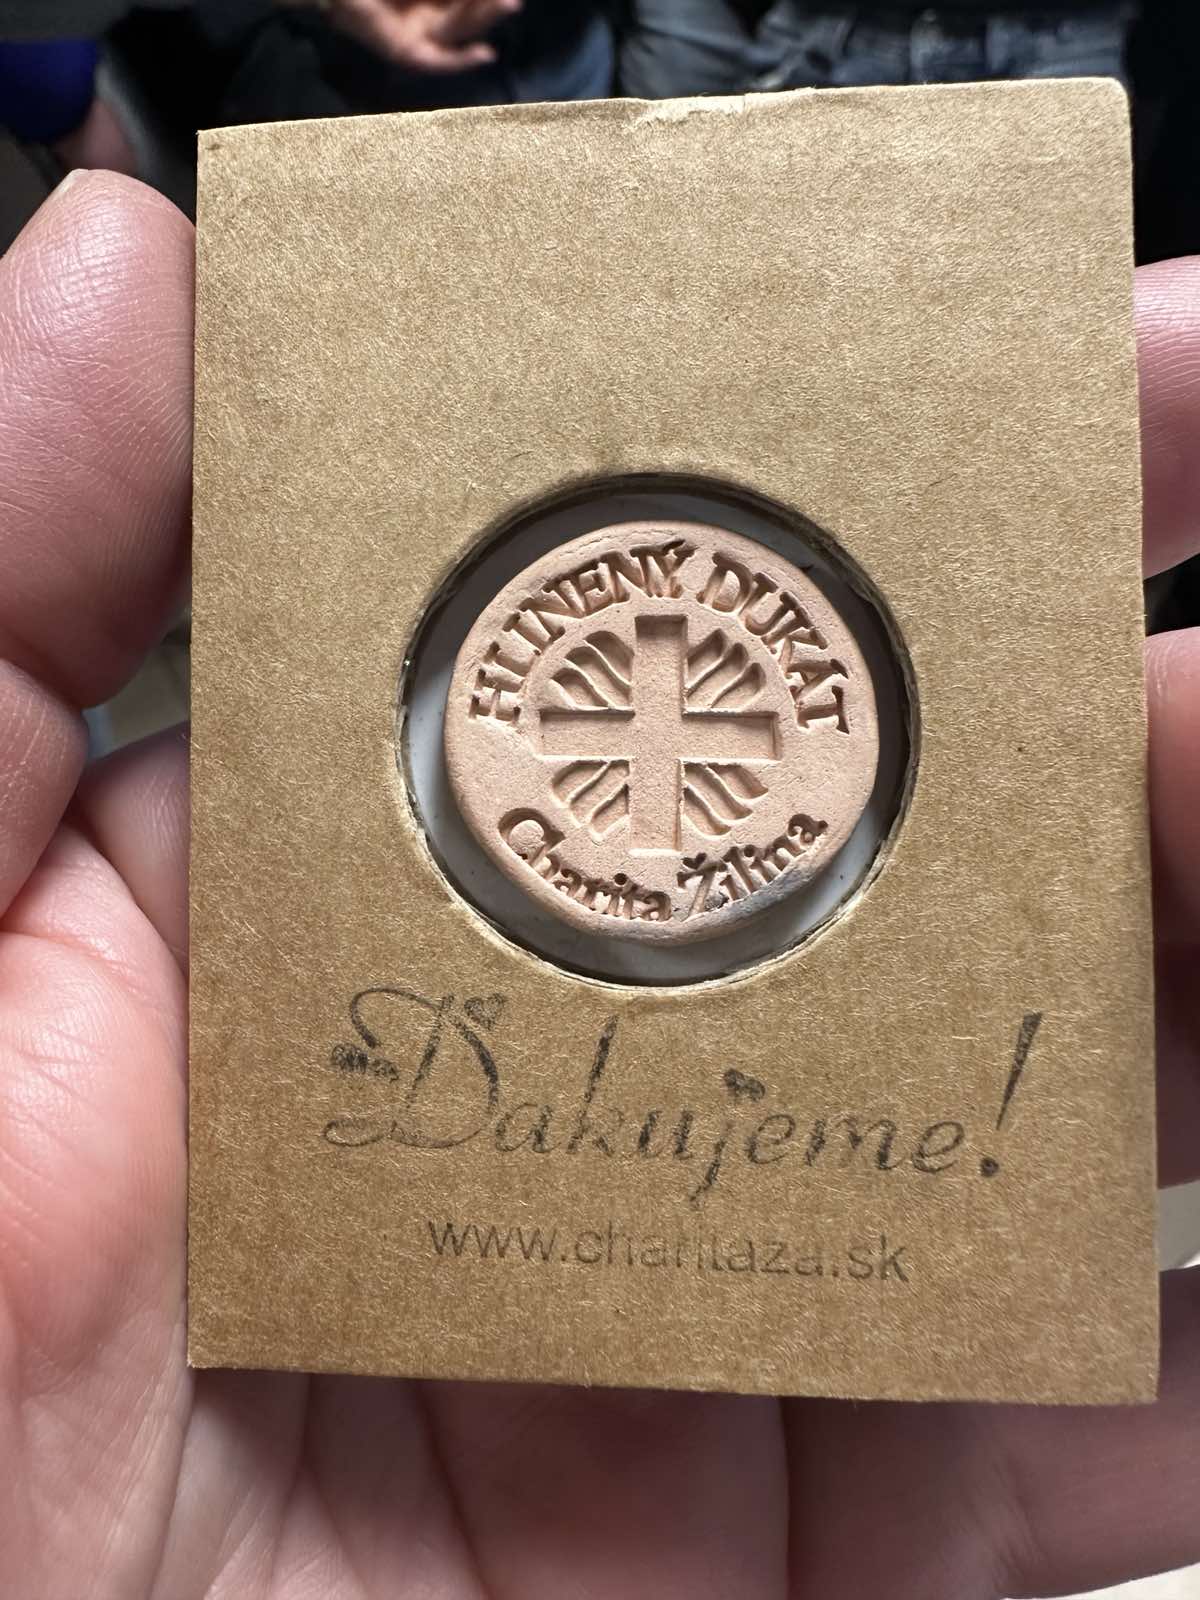 HLINENÝ DUKÁT
Charita Žilina
Ďakujeme!
www.charitaza.sk